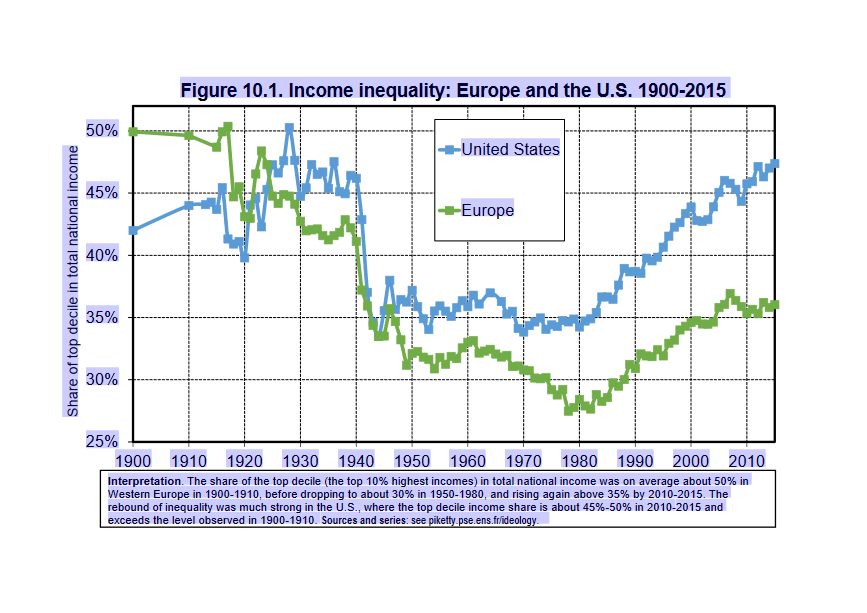 Figure 10.1. Income inequality: Europe and the U.S. 1900-2015
Share of top decile in total national income
50%
45%
40%
35%
30%
25%
United States
Europe
1900 1910 1920 1930 1940 1950 1960 1970 1980 1990 2000 2010
Interpretation. The share of the top decile (the top 10% highest incomes) in total national income was on average about 50% in
Western Europe in 1900-1910, before dropping to about 30% in 1950-1980, and rising again above 35% by 2010-2015. The
rebound of inequality was much strong in the U.S., where the top decile income share is about 45%-50% in 2010-2015 and
exceeds the level observed in 1900-1910. Sources and series: see piketty.pse.ens.fr/ideology.